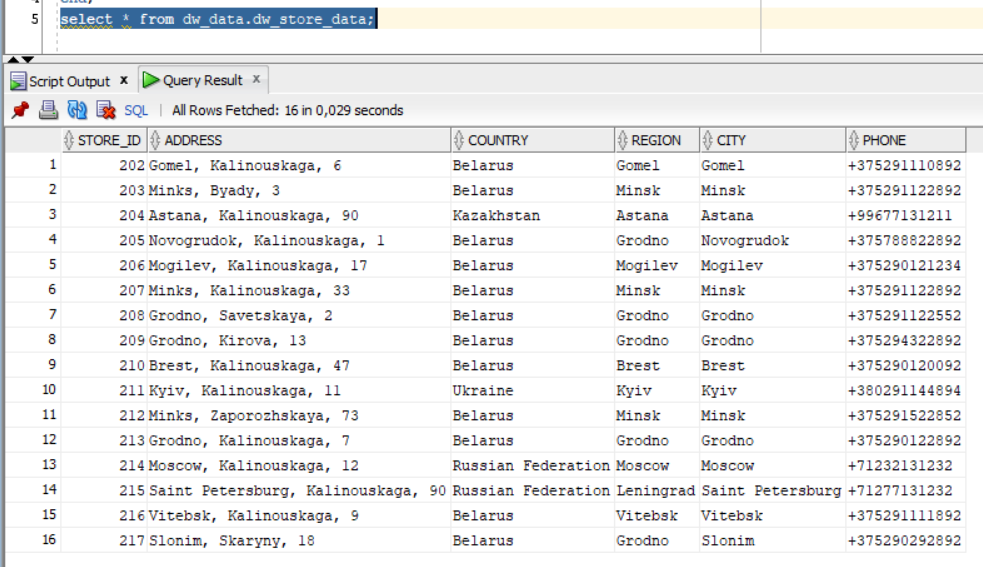 5 select * from dw_data.dw_store_data;
Script Output x Query Result x
SQL | All Rows Fetched: 16 in 0,029 seconds
STORE_ID ADDRESS COUNTRY REGION CITY PHONE
1 202 Gomel, Kalinouskaga, 6 Belarus Gomel Gomel +375291110892
2 203 Minks, Byady, 3 Belarus Minsk Minsk +375291122892
3 204 Astana, Kalinouskaga, 90 Kazakhstan Astana Astana +99677131211
4 205 Novogrudok, Kalinouskaga, 1 Belarus Grodno Novogrudok +375788822892
5 206 Mogilev, Kalinouskaga, 17 Belarus Mogilev Mogilev +375290121234
6 207 Minks, Kalinouskaga, 33 Belarus Minsk Minsk +375291122892
7 208 Grodno, Savetskaya, 2 Belarus Grodno Grodno +375291122552
8 209 Grodno, Kirova, 13 Belarus Grodno Grodno +375294322892
9 210 Brest, Kalinouskaga, 47 Belarus Brest Brest +375290120092
10 211 Kyiv, Kalinouskaga, 11 Ukraine Kyiv Kyiv +380291144894
11 212 Minks, Zaporozhskaya, 73 Belarus Minsk Minsk +375291522852
12 213 Grodno, Kalinouskaga, 7 Belarus Grodno Grodno +375290122892
13 214 Moscow, Kalinouskaga, 12 Russian Federation Moscow Moscow +71232131232
14 215 Saint Petersburg, Kalinouskaga, 90 Russian Federation Leningrad Saint Petersburg +71277131232
15 216 Vitebsk, Kalinouskaga, 9 Belarus Vitebsk Vitebsk +375291111892
16 217 Slonim, Skaryny, 18 Belarus Grodno Slonim +375290292892